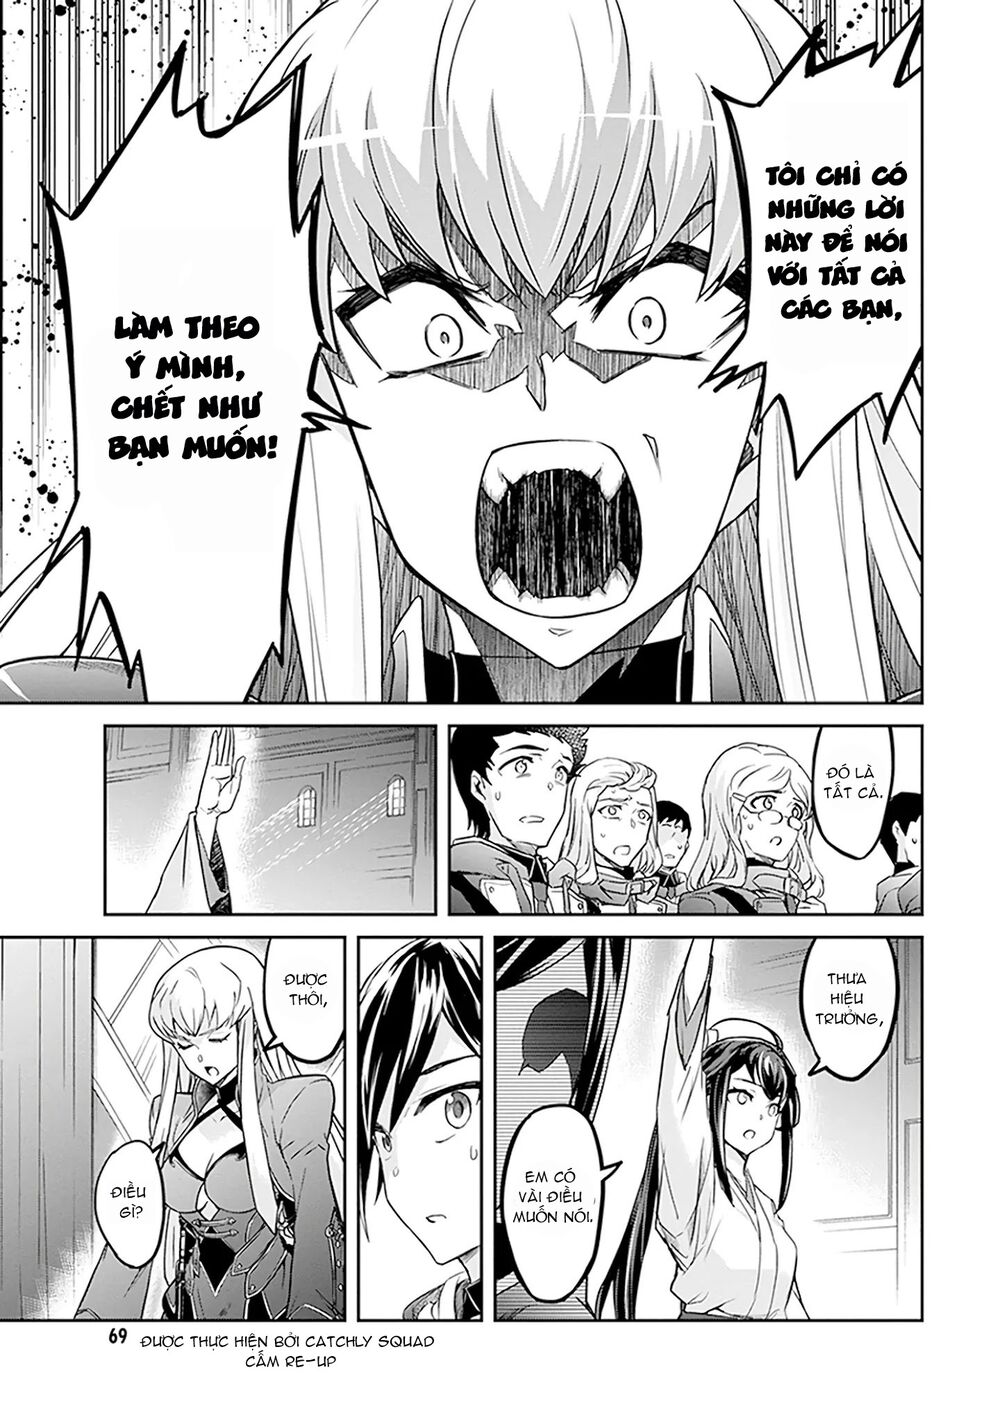 TÔI CHỈ CÓ
NHỮNG LỜI
NÀY ĐỂ NÓI
VỚI TẤT CẢ
CÁC BẠN,
LÀM THEO
Ý MÌNH,
CHẾT NHƯ
BẠN MUỐN!
ĐÓ LÀ
TẤT CẢ.
THƯA
HIỆU
TRƯỞNG,
EM CÓ
VÀI ĐIỀU
MUỐN NÓI.
ĐƯỢC
THÔI,
ĐIỀU
GÌ?
69 ĐƯỢC THỰC HIỆN BỞI CATCHLY SQUAD
CẤM RE-UP